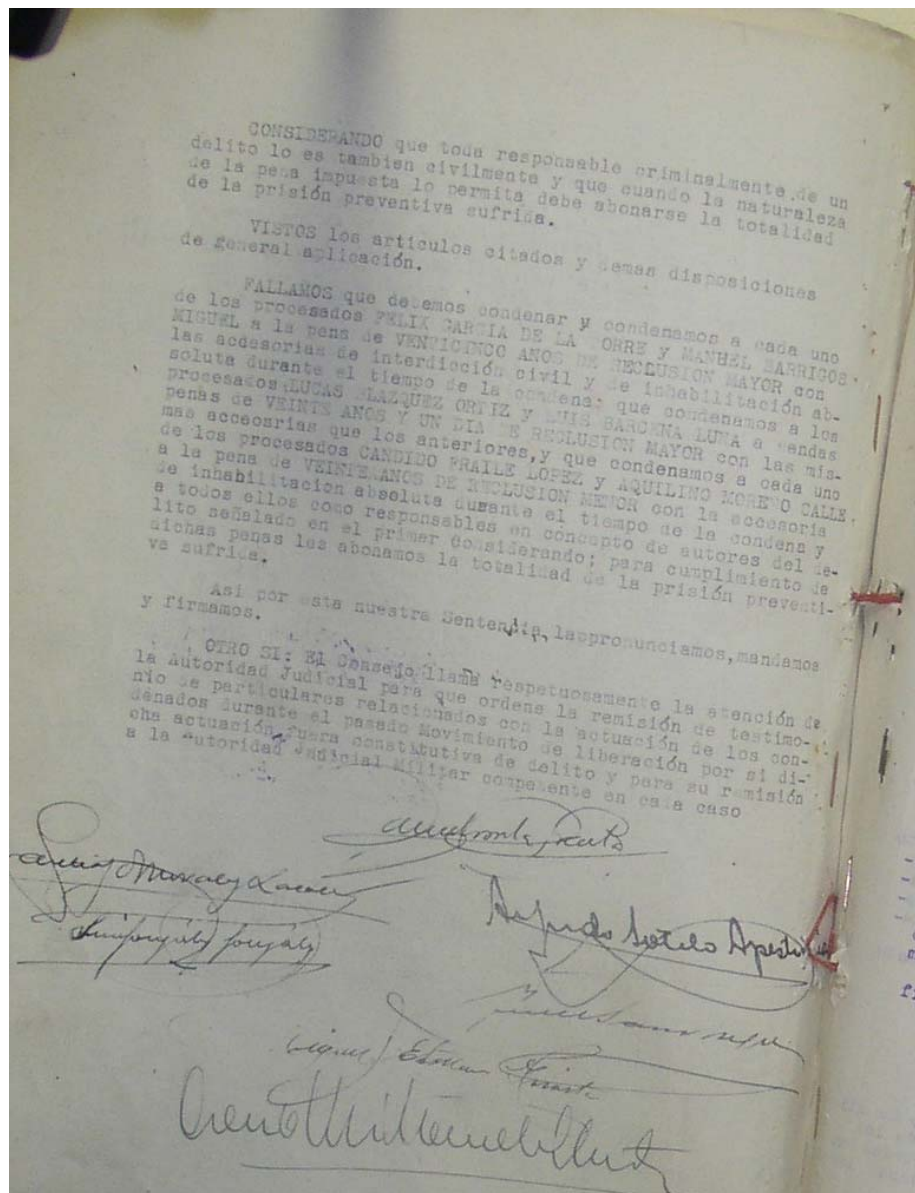 CONSIDERANDO que toda responsable criminalmente de un
delito lo es tambien civilmente y que cuando la naturaleza
de la pena impuesta lo permita debe abonarse la totalidad
de la prisión preventiva sufrida.
VISTOS los articulos citados y demas disposiciones
de general aplicación.
FALLAMOS que debemos condenar y condenamos a cada uno
de los procesados FELIX GARCIA DE LA TORRE y MANUEL BARRIGOS
MIGUEL a la pena de VENTICINCO AÑOS DE RECLUSION MAYOR con
las accesorias de interdicción civil y de inhabilitación ab-
soluta durante el tiempo de la condena; que condenamos a los
procesados LUCAS BLAZQUEZ ORTIZ y LUIS BARCENA LUNA a sendas
penas de VEINTE AÑOS Y UN DIA DE RECLUSION MAYOR con las mis-
mas acceosrias que los anteriores, y que condenamos a cada uno
de los procesados CANDIDO FRAILE LOPEZ y AQUILINO MORENO CALLE
a la pena de VEINTE AÑOS DE RECLUSION MENOR con la accesoria
de inhabilitacion absoluta durante el tiempo de la condena y
a todos ellos como responsables en concepto de autores del de-
lito señalado en el primer considerando; para cumplimiento de
dichas penas les abonamos la totalidad de la prisión preventi-
va sufrida.
Asi por esta nuestra Sentencia, la pronunciamos, mandamos
y firmamos.
OTRO SI: El Consejo llama respetuosamente la atención de
la Autoridad Judicial para que ordene la remisión de testimo-
nio de particulares relacionados con la actuación de los con-
denados durante el pasado Movimiento de liberación por si di-
cha actuación fuera constitutiva de delito y para su remisión
a la Autoridad Judicial Militar competente en cada caso
Alfredo Sotelo